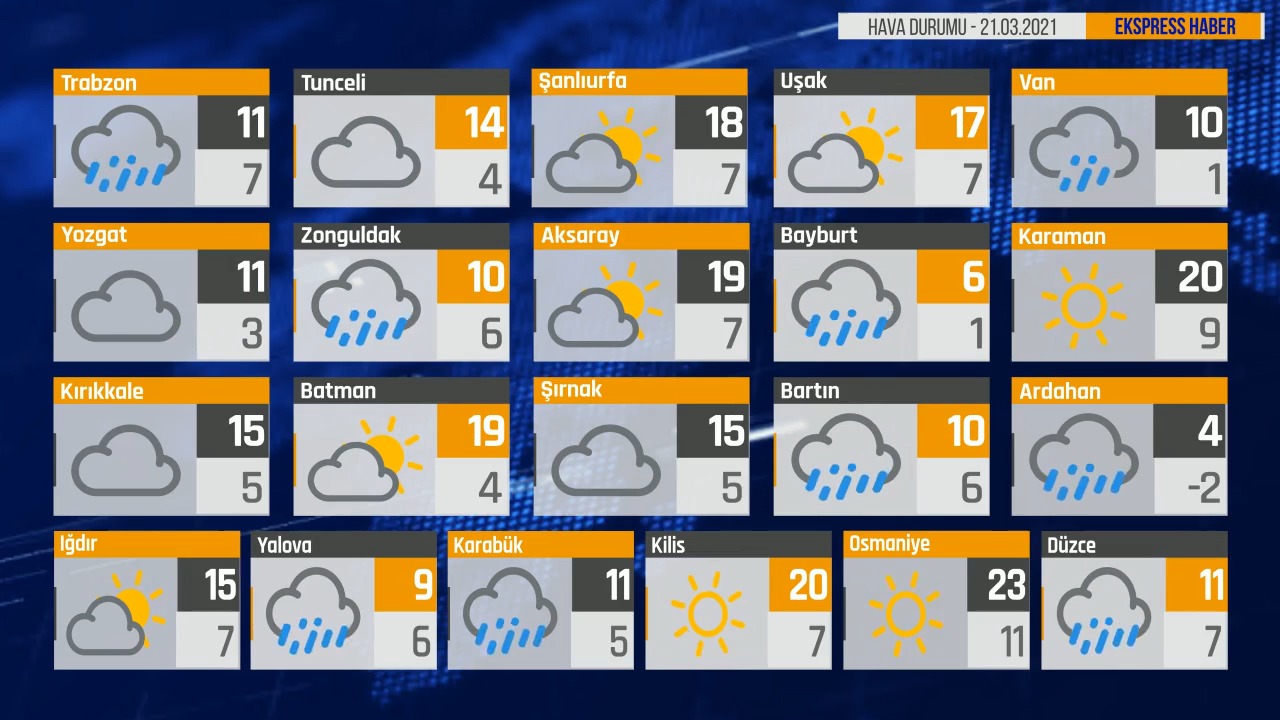 HAVA DURUMU - 21.03.2021 EKSPRESS HABER
Trabzon
11
7
Tunceli
14
4
Şanlıurfa
18
7
Uşak
17
7
Van
10
1
Yozgat
11
3
Zonguldak
10
6
Aksaray
19
7
Bayburt
6
1
Karaman
20
9
Kırıkkale
15
5
Batman
19
4
Şırnak
15
5
Bartın
10
6
Ardahan
4
-2
Iğdır
15
7
Yalova
9
6
Karabük
11
5
Kilis
20
7
Osmaniye
23
11
Düzce
11
7